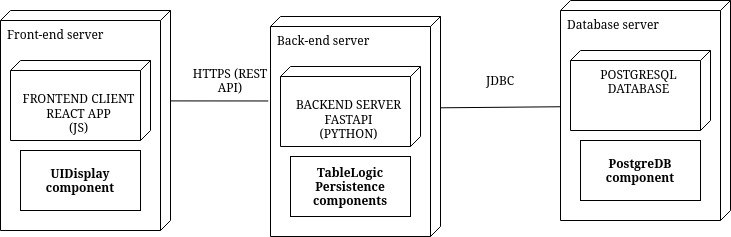 Front-end server
FRONTEND CLIENT
REACT APP
(JS)
UIDisplay
component
HTTPS (REST
API)
Back-end server
BACKEND SERVER
FASTAPI
(PYTHON)
TableLogic
Persistence
components
JDBC
Database server
POSTGRESQL
DATABASE
PostgreDB
component